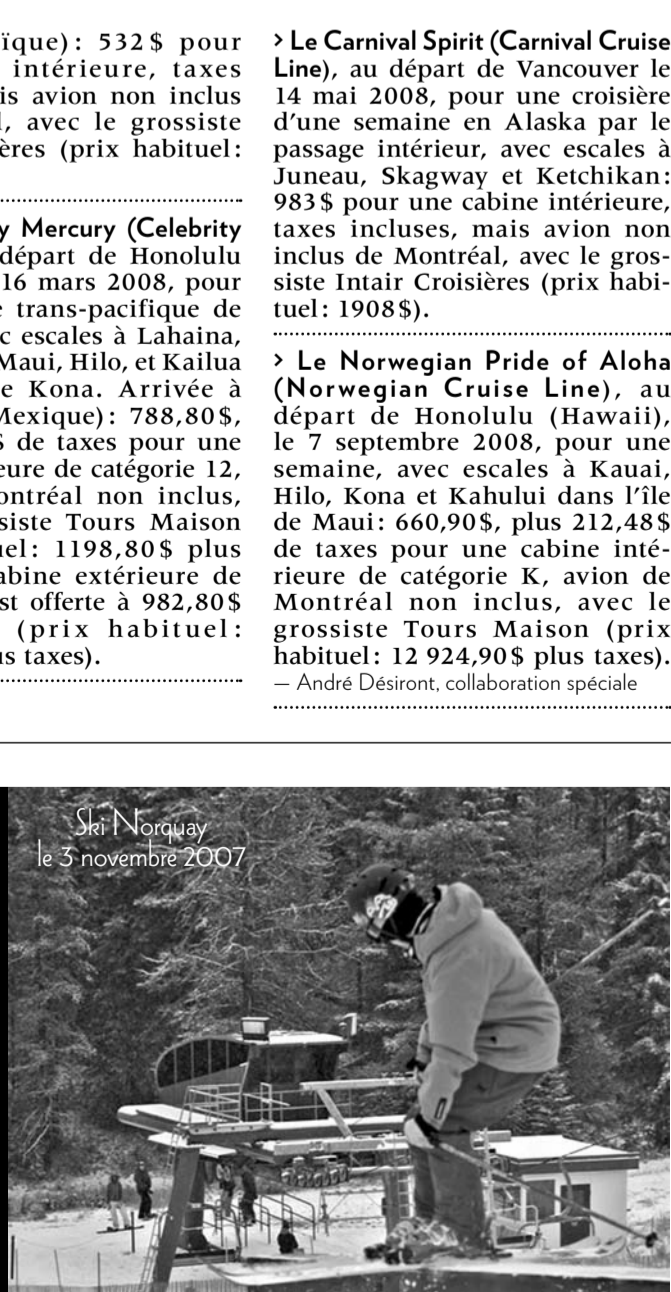 ïque) : 532 $ pour
intérieure, taxes
is avion non inclus
l, avec le grossiste
ères (prix habituel :
y Mercury (Celebrity
départ de Honolulu
16 mars 2008, pour
e trans-pacifique de
c escales à Lahaina,
Maui, Hilo, et Kailua
e Kona. Arrivée à
Mexique) : 788,80 $,
$ de taxes pour une
eure de catégorie 12,
ontréal non inclus,
siste Tours Maison
uel : 1198,80 $ plus
abine extérieure de
st offerte à 982,80 $
(prix habituel :
us taxes).
> Le Carnival Spirit (Carnival Cruise
Line), au départ de Vancouver le
14 mai 2008, pour une croisière
d'une semaine en Alaska par le
passage intérieur, avec escales à
Juneau, Skagway et Ketchikan :
983 $ pour une cabine intérieure,
taxes incluses, mais avion non
inclus de Montréal, avec le gros-
siste Intair Croisières (prix habi-
tuel : 1908 $).
> Le Norwegian Pride of Aloha
(Norwegian Cruise Line), au
départ de Honolulu (Hawaii),
le 7 septembre 2008, pour une
semaine, avec escales à Kauai,
Hilo, Kona et Kahului dans l'île
de Maui : 660,90 $, plus 212,48 $
de taxes pour une cabine inté-
rieure de catégorie K, avion de
Montréal non inclus, avec le
grossiste Tours Maison (prix
habituel : 12 924,90 $ plus taxes).
— André Désiront, collaboration spéciale
Ski Norquay
le 3 novembre 2007